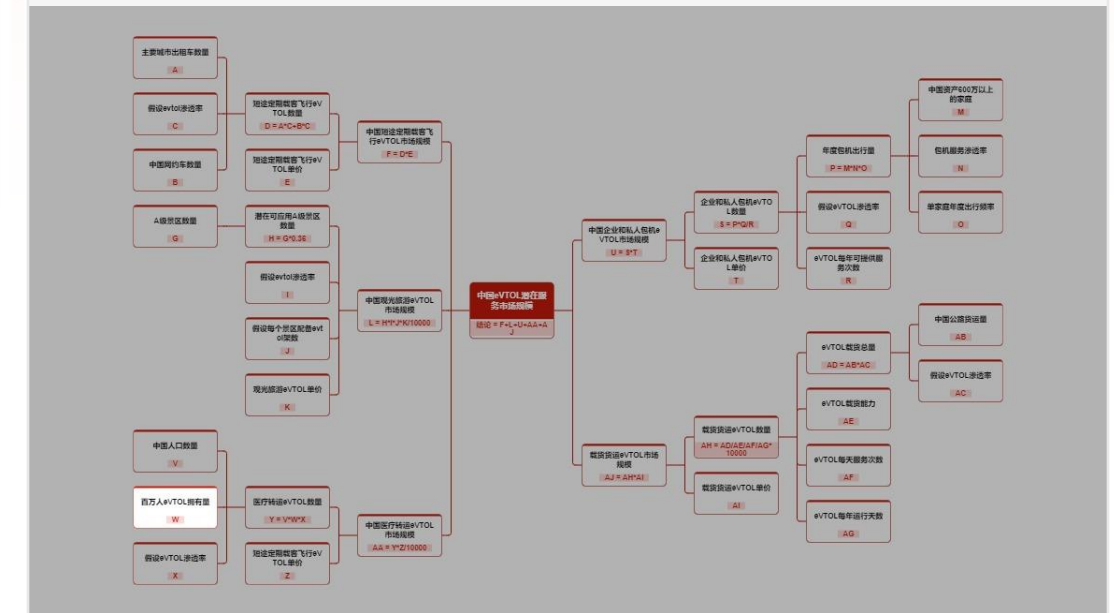 主要城市出租车数量
A
假设evtol渗透率
C
中国网约车数量
B
短途定期载客飞行eV
TOL数量
D = A*C+B*C
短途定期载客飞行eV
TOL单价
E
中国短途定期载客飞
行eVTOL市场规模
F = D*E
A级景区数量
G
潜在可应用A级景区
数量
H = G*0.36
假设evtol渗透率
I
假设每个景区配备evt
ol架数
J
观光旅游eVTOL单价
K
中国观光旅游eVTOL
市场规模
L = H*I*J*K/10000
中国人口数量
V
百万人eVTOL拥有量
W
假设eVTOL渗透率
X
医疗转运eVTOL数量
Y = V*W*X
短途定期载客飞行eV
TOL单价
Z
中国医疗转运eVTOL
市场规模
AA = Y*Z/10000
中国eVTOL潜在服
务市场规模
结论 = F+L+U+AA+A
J
中国企业和私人包机e
VTOL市场规模
U = S*T
企业和私人包机eVTO
L数量
S = P*Q/R
企业和私人包机eVTO
L单价
T
年度包机出行量
P = M*N*O
假设eVTOL渗透率
Q
eVTOL每年可提供服
务次数
R
中国资产600万以上
的家庭
M
包机服务渗透率
N
单家庭年度出行频率
O
载货货运eVTOL市场
规模
AJ = AH*AI
载货货运eVTOL数量
AH = AD/AE/AF/AG*
10000
载货货运eVTOL单价
AI
eVTOL载货总量
AD = AB*AC
eVTOL载货能力
AE
eVTOL每天服务次数
AF
eVTOL每年运行天数
AG
中国公路货运量
AB
假设eVTOL渗透率
AC